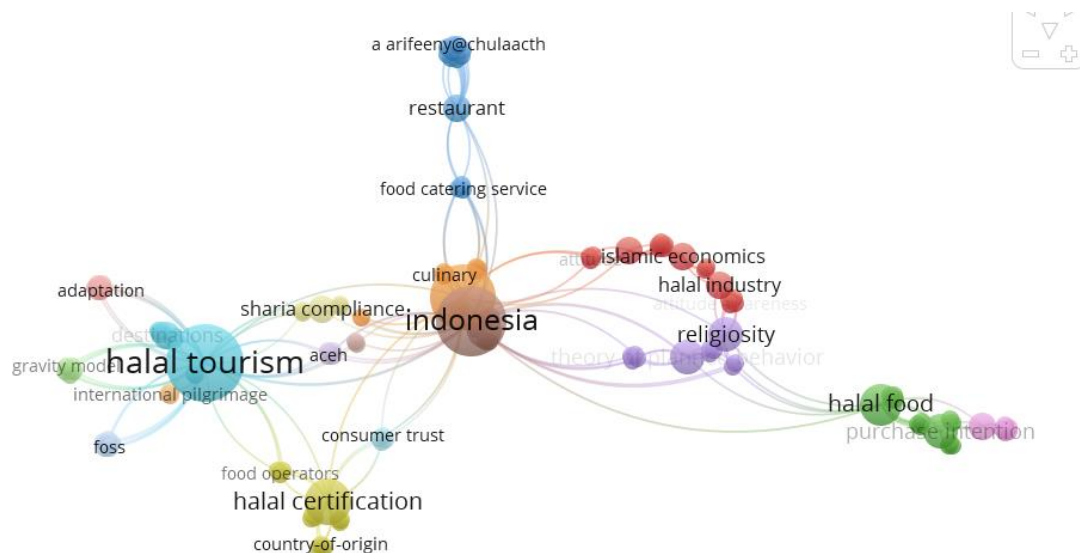 a arifeeny@chulaacth
restaurant
food catering service
culinary
islamic economics
halal industry
awareness
adaptation
sharia compliance
indonesia
religiosity
destinations
halal tourism
aceh
theory of planned behavior
gravity model
international pilgrimage
halal food
purchase intention
foss
consumer trust
food operators
halal certification
country-of-origin